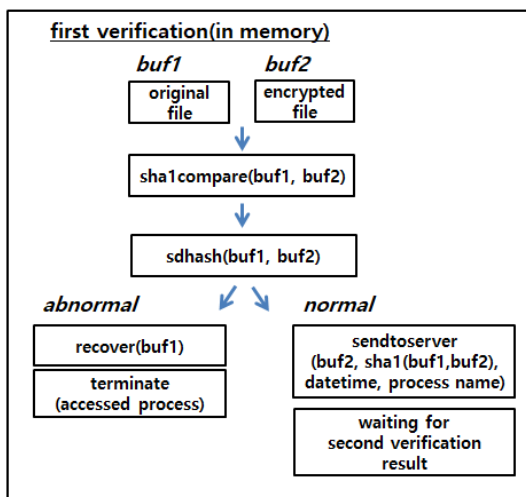 first verification(in memory)
buf1
buf2
original
file
encrypted
file
sha1compare(buf1, buf2)
sdhash(buf1, buf2)
abnormal
normal
recover(buf1)
terminate
(accessed process)
sendtoserver
(buf2, sha1(buf1,buf2),
datetime, process name)
waiting for
second verification
result